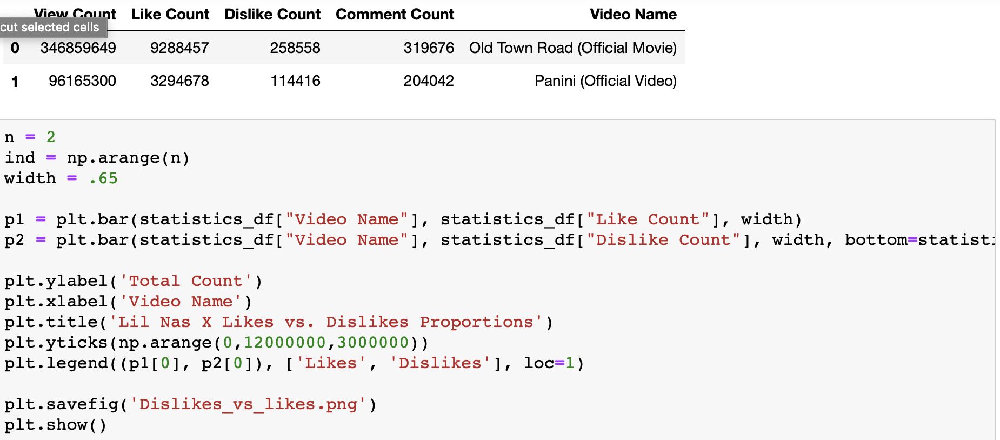 View Count Like Count Dislike Count Comment Count Video Name
cut selected cells
0 346859649 9288457 258558 319676 Old Town Road (Official Movie)
1 96165300 3294678 114416 204042 Panini (Official Video)
n = 2
ind = np.arange(n)
width = .65
p1 = plt.bar(statistics_df["Video Name"], statistics_df["Like Count"], width)
p2 = plt.bar(statistics_df["Video Name"], statistics_df["Dislike Count"], width, bottom=statisti
plt.ylabel('Total Count')
plt.xlabel('Video Name')
plt.title('Lil Nas X Likes vs. Dislikes Proportions')
plt.yticks(np.arange(0,12000000,3000000))
plt.legend((p1[0], p2[0]), ['Likes', 'Dislikes'], loc=1)
plt.savefig('Dislikes_vs_likes.png')
plt.show()